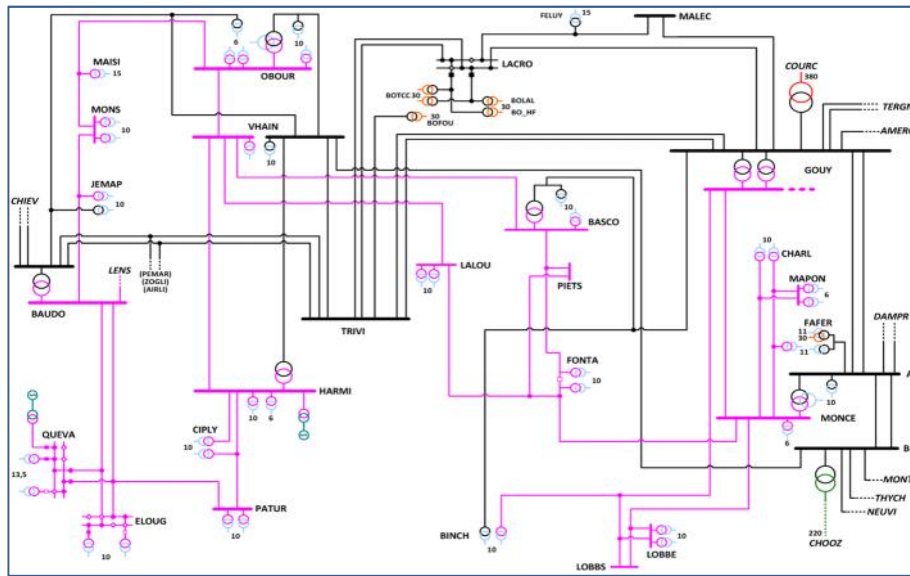 FELUY 15
MALEC
6
10
10
COURC
380
MAISI
15
OBOUR
LACRO
BOTCC 30
BOLAL
30
BO_HF
30
BOFOU
TERGN
MONS
10
VHAIN
10
GOUY
JEMAP
10
CHIEV
10
BASCO
10
CHARL
MAPON
6
LENS
(PEMAR)
(ZOGLI)
(AIRLI)
LALOU
10
PIETS
DAMPR
BAUDO
TRIVI
FAFER
11
30
11
FONTA
10
A
10
MONCE
6
HARMI
10
6
CIPLY
10
QUEVA
13,5
B
MONT
THYCH
NEUVI
220
CHOOZ
PATUR
ELOUG
10
BINCH
10
10
LOBBE
LOBBS